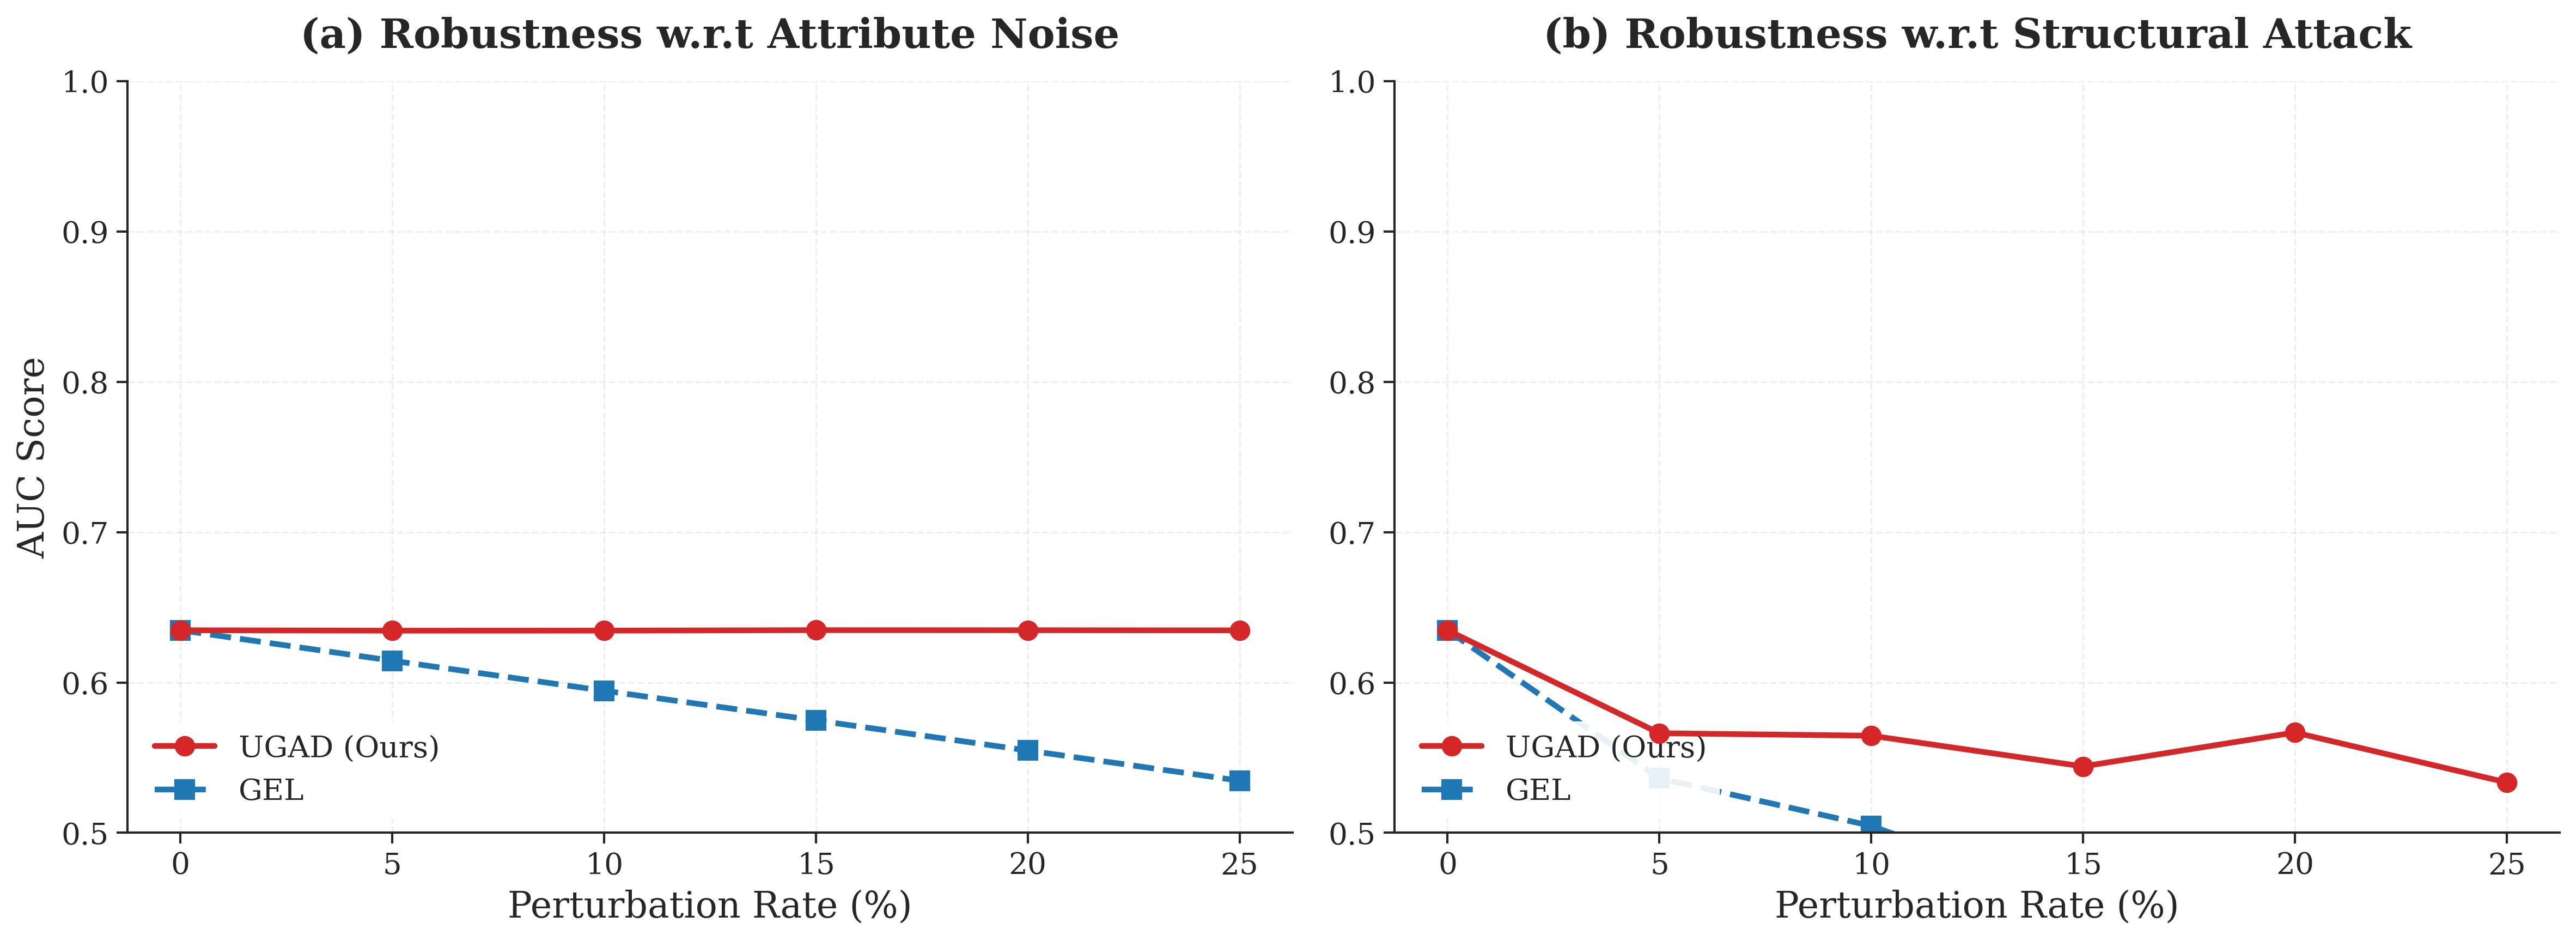 (a) Robustness w.r.t Attribute Noise
1.0
0.9
0.8
0.7
0.6
0.5
AUC Score
UGAD (Ours)
GEL
0 5 10 15 20 25
Perturbation Rate (%)
(b) Robustness w.r.t Structural Attack
1.0
0.9
0.8
0.7
0.6
0.5
UGAD (Ours)
GEL
0 5 10 15 20 25
Perturbation Rate (%)